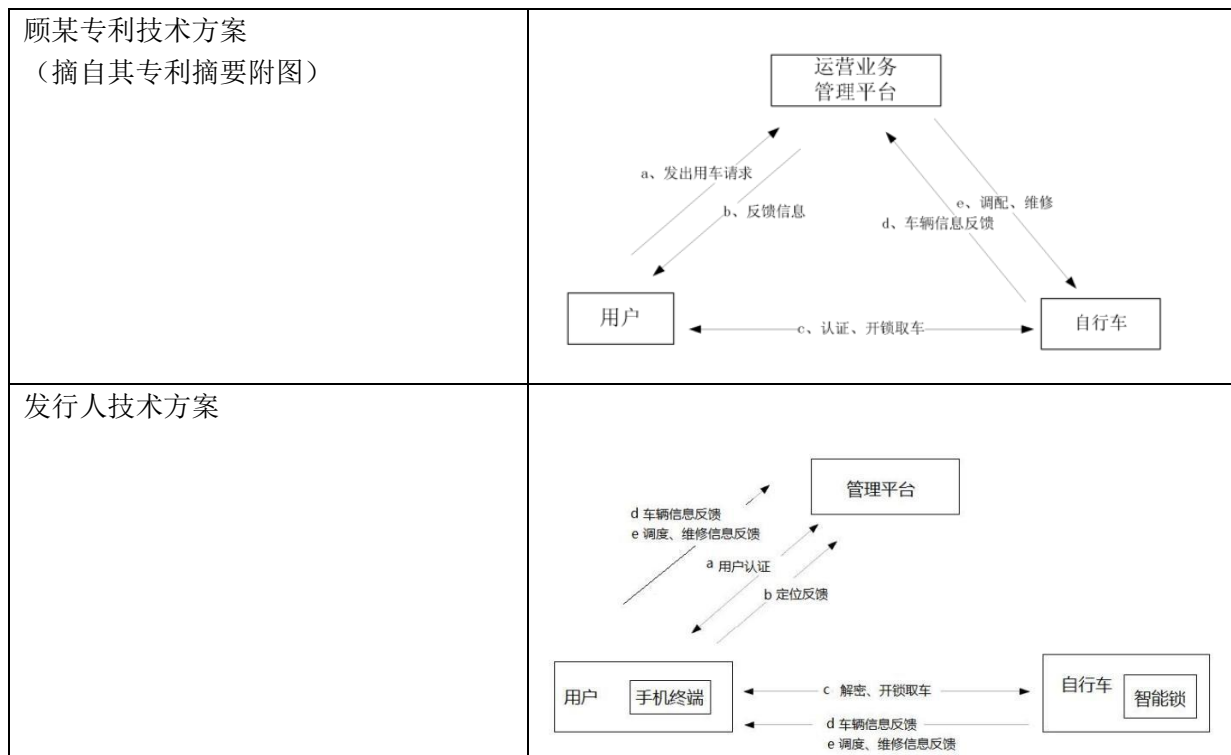 顾某专利技术方案
（摘自其专利摘要附图）
运营业务
管理平台
a、发出用车请求
b、反馈信息
e、调配、维修
d、车辆信息反馈
用户
c、认证、开锁取车
自行车
发行人技术方案
管理平台
d 车辆信息反馈
e 调度、维修信息反馈
a 用户认证
b 定位反馈
用户
手机终端
c 解密、开锁取车
自行车
智能锁
d 车辆信息反馈
e 调度、维修信息反馈